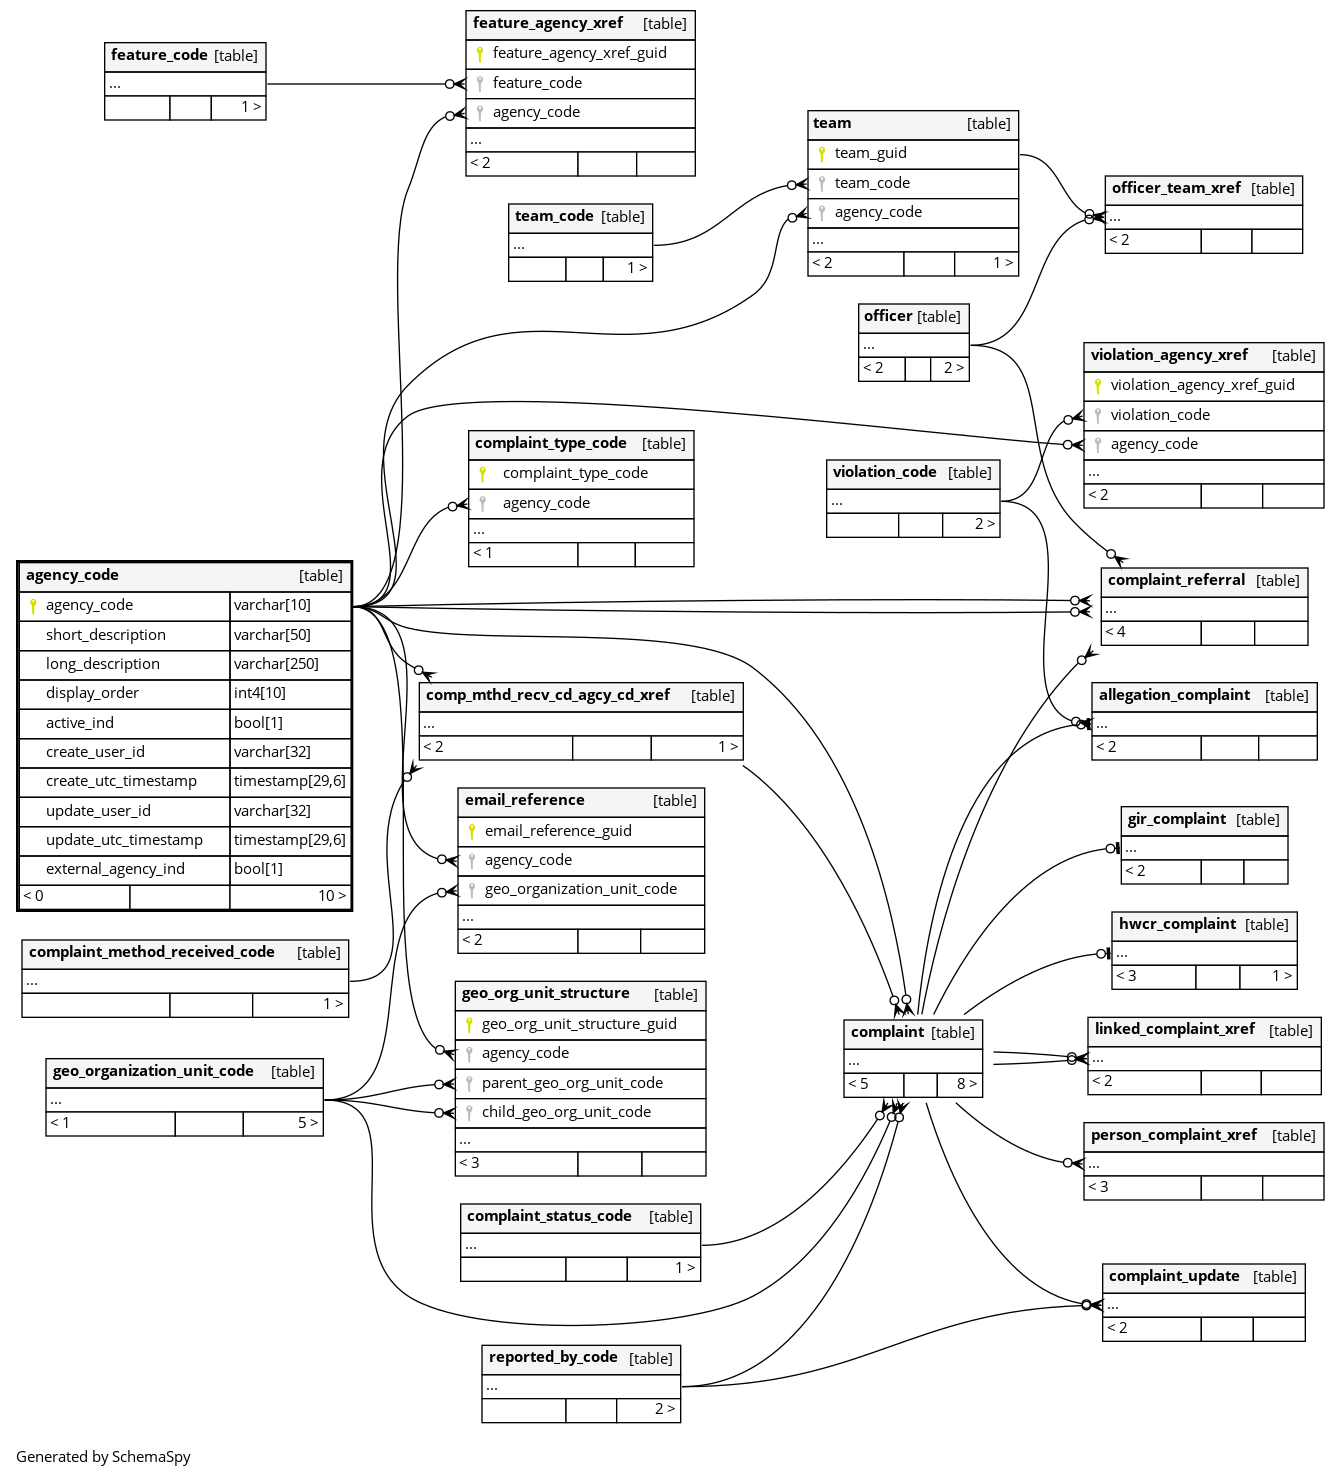 feature_code [table]
...
1 >
feature_agency_xref [table]
feature_agency_xref_guid
feature_code
agency_code
...
< 2
team_code [table]
...
1 >
team [table]
team_guid
team_code
agency_code
...
< 2 1 >
officer_team_xref [table]
...
< 2
officer [table]
...
< 2 2 >
violation_agency_xref [table]
violation_agency_xref_guid
violation_code
agency_code
...
< 2
complaint_type_code [table]
complaint_type_code
agency_code
...
< 1
violation_code [table]
...
2 >
agency_code [table]
agency_code varchar[10]
short_description varchar[50]
long_description varchar[250]
display_order int4[10]
active_ind bool[1]
create_user_id varchar[32]
create_utc_timestamp timestamp[29,6]
update_user_id varchar[32]
update_utc_timestamp timestamp[29,6]
external_agency_ind bool[1]
< 0 10 >
complaint_referral [table]
...
< 4
comp_mthd_recv_cd_agcy_cd_xref [table]
...
< 2 1 >
allegation_complaint [table]
...
< 2
email_reference [table]
email_reference_guid
agency_code
geo_organization_unit_code
...
< 2
gir_complaint [table]
...
< 2
hwcr_complaint [table]
...
< 3 1 >
complaint_method_received_code [table]
...
1 >
geo_org_unit_structure [table]
geo_org_unit_structure_guid
agency_code
parent_geo_org_unit_code
child_geo_org_unit_code
...
< 3
complaint [table]
...
< 5 8 >
linked_complaint_xref [table]
...
< 2
geo_organization_unit_code [table]
...
< 1 5 >
person_complaint_xref [table]
...
< 3
complaint_status_code [table]
...
1 >
complaint_update [table]
...
< 2
reported_by_code [table]
...
2 >
Generated by SchemaSpy